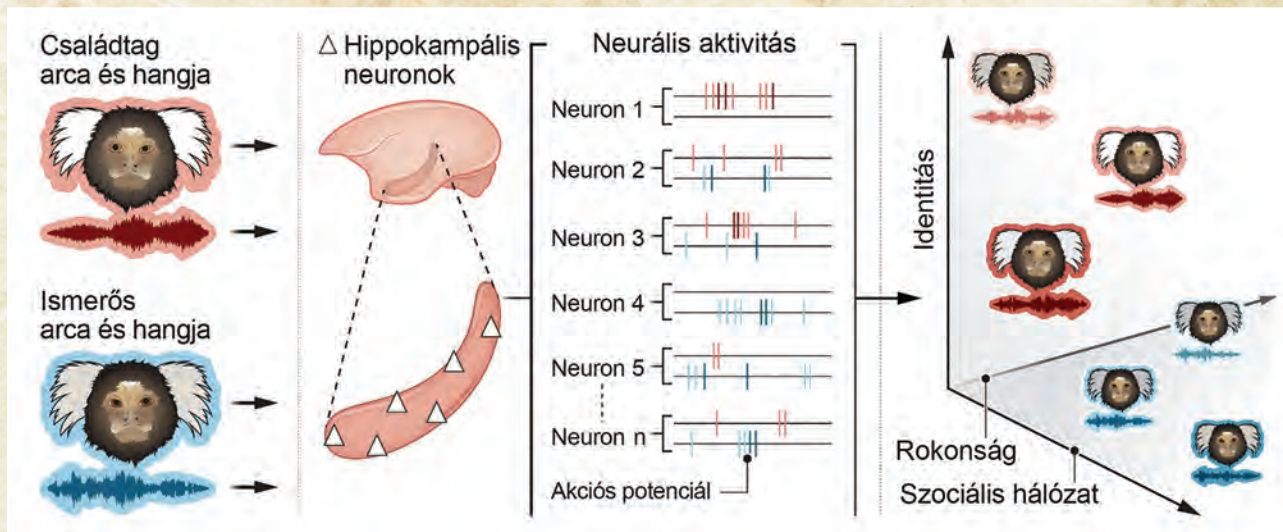 Családtag
arca és hangja
Ismerős
arca és hangja
Hippokampális
neuronok
Neurális aktivitás
Neuron 1
Neuron 2
Neuron 3
Neuron 4
Neuron 5
Neuron n
Akciós potenciál
Identitás
Rokonság
Szociális hálózat